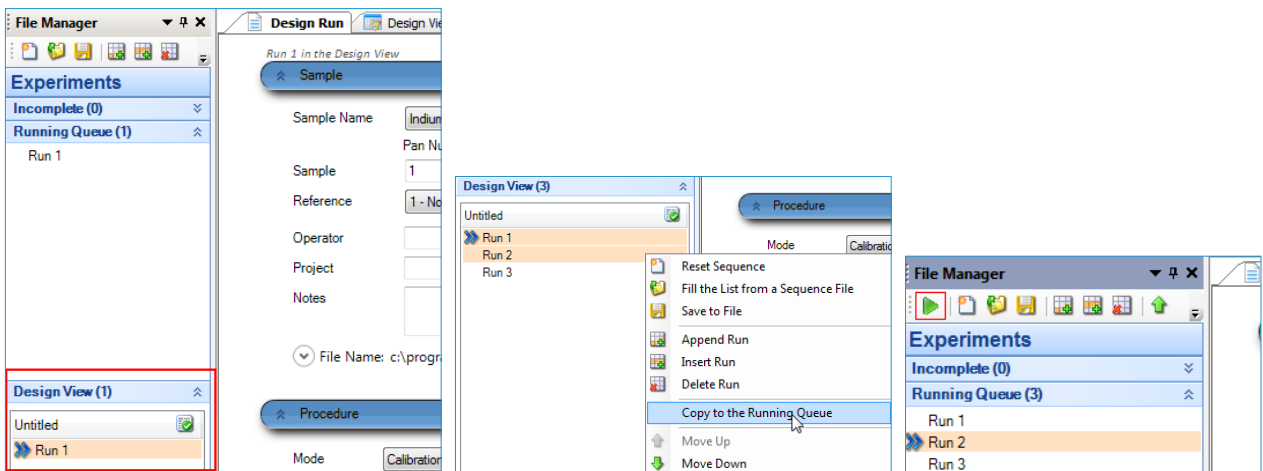 File Manager
Design Run
Design Vie
Run 1 in the Design View
Experiments
Sample
Incomplete (0)
Running Queue (1)
Run 1
Sample Name
Indium
Pan Nu
Sample
1
Reference
1 - No
Operator
Project
Notes
File Name: c:\progra
Design View (1)
Untitled
Run 1
Procedure
Mode
Calibration
Design View (3)
Untitled
Run 1
Run 2
Run 3
Procedure
Mode
Calibratio
Reset Sequence
Fill the List from a Sequence File
Save to File
Append Run
Insert Run
Delete Run
Copy to the Running Queue
Move Up
Move Down
File Manager
Experiments
Incomplete (0)
Running Queue (3)
Run 1
Run 2
Run 3